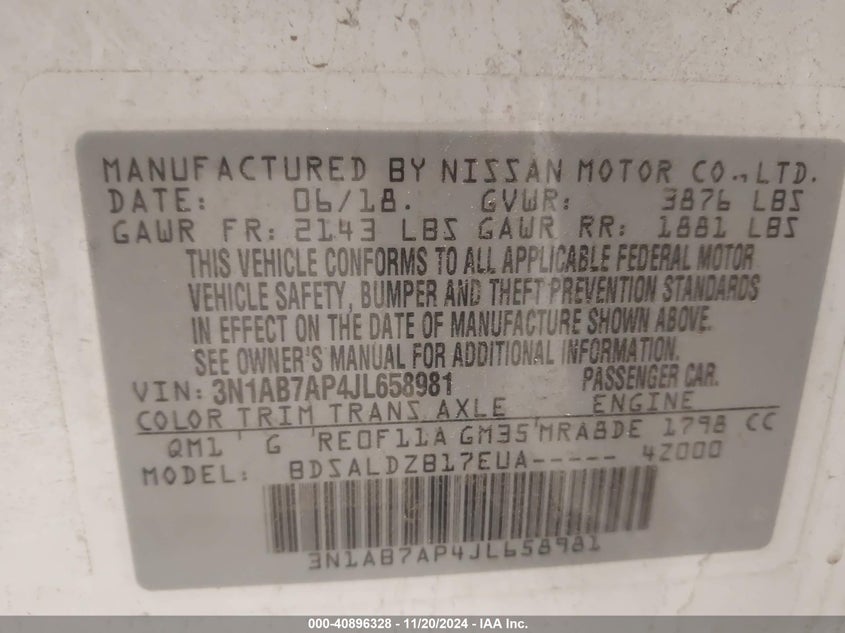 MANUFACTURED BY NISSAN MOTOR CO.,LTD.
DATE: 06/18. GVWR: 3876 LBS
GAWR FR: 2143 LBS GAWR RR: 1881 LBS
THIS VEHICLE CONFORMS TO ALL APPLICABLE FEDERAL MOTOR
VEHICLE SAFETY, BUMPER AND THEFT PREVENTION STANDARDS
IN EFFECT ON THE DATE OF MANUFACTURE SHOWN ABOVE.
SEE OWNER'S MANUAL FOR ADDITIONAL INFORMATION.
VIN: 3N1AB7AP4JL658981 PASSENGER CAR.
COLOR TRIM TRANS AXLE ENGINE
QM1 G RE0F11A GM35 MRA8DE 1798 CC
MODEL: BDSALDZB17EUA----- 4Z000
3N1AB7AP4JL658981
000-40896328 - 11/20/2024 - IAA, Inc.